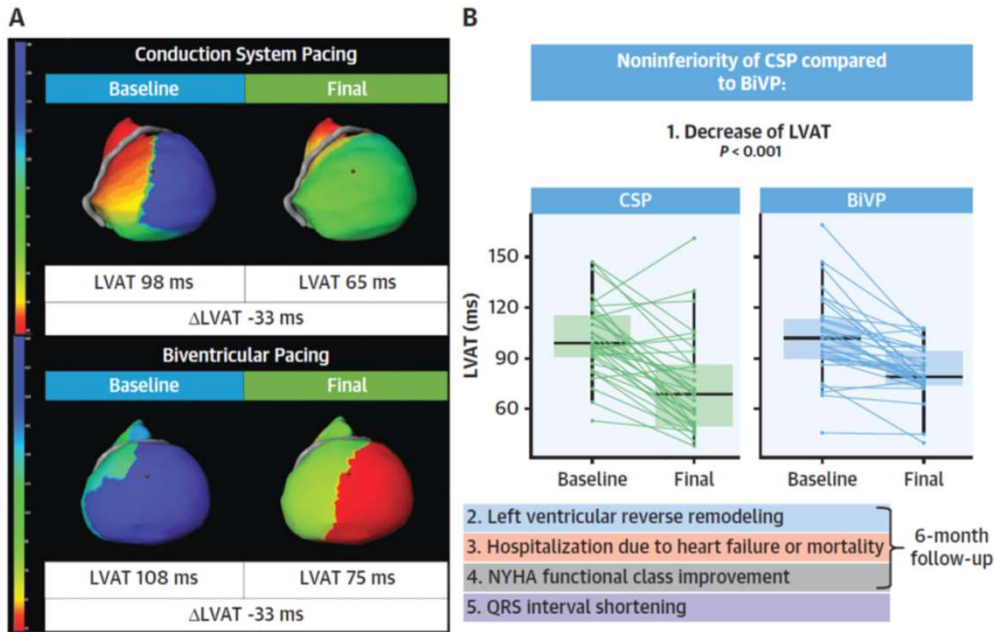 A
Conduction System Pacing
Baseline
Final
LVAT 98 ms
LVAT 65 ms
ΔLVAT -33 ms
Biventricular Pacing
Baseline
Final
LVAT 108 ms
LVAT 75 ms
ΔLVAT -33 ms
B
Noninferiority of CSP compared
to BiVP:
1. Decrease of LVAT
P < 0.001
CSP
BiVP
LVAT (ms)
150
120
90
60
Baseline
Final
Baseline
Final
2. Left ventricular reverse remodeling
3. Hospitalization due to heart failure or mortality
4. NYHA functional class improvement
5. QRS interval shortening
6-month
follow-up